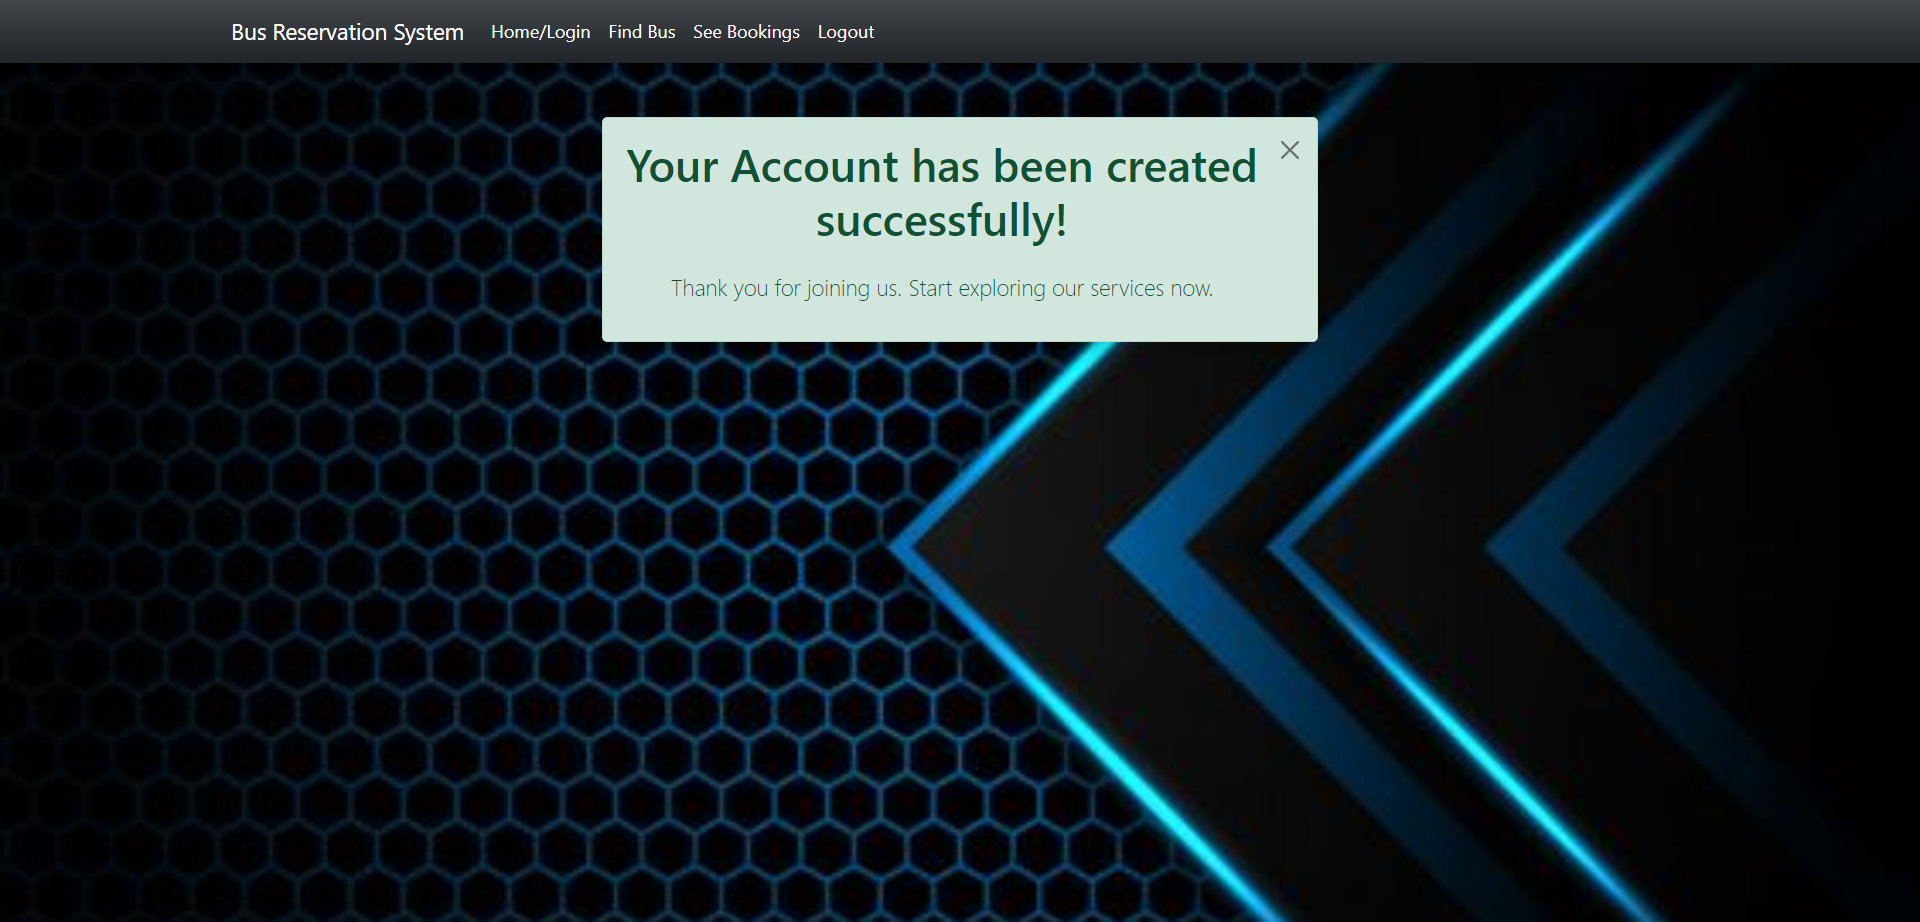 Bus Reservation System Home/Login Find Bus See Bookings Logout
Your Account has been created
successfully!
Thank you for joining us. Start exploring our services now.